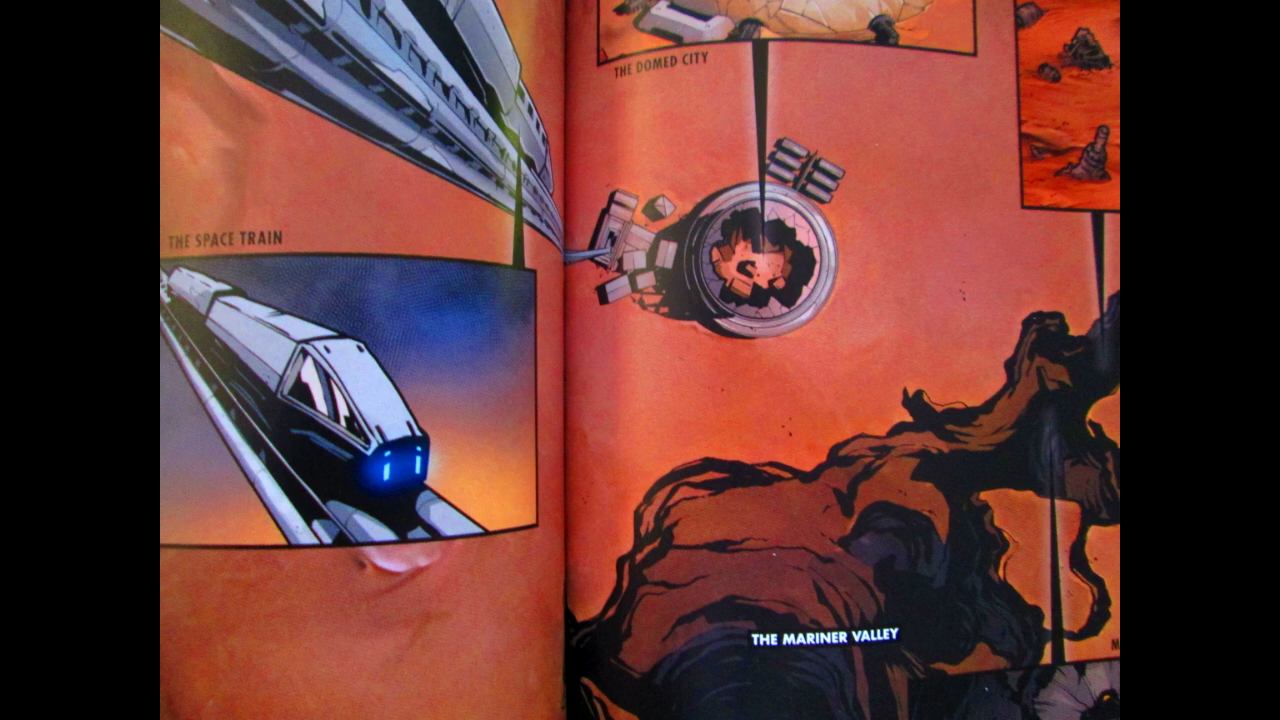 THE DOMED CITY
THE SPACE TRAIN
THE MARINER VALLEY